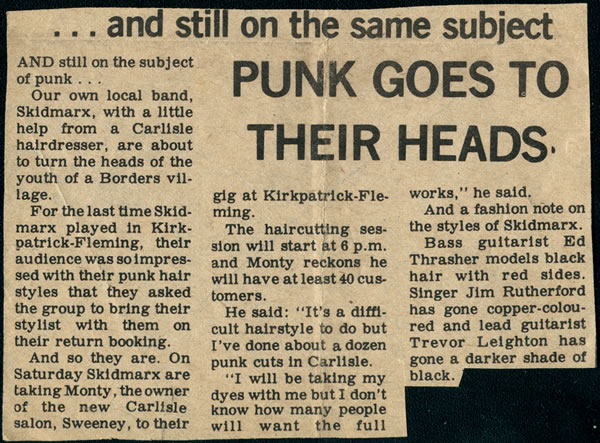 ... and still on the same subject
PUNK GOES TO
THEIR HEADS.
AND still on the subject
of punk . . .
Our own local band,
Skidmarx, with a little
help from a Carlisle
hairdresser, are about
to turn the heads of the
youth of a Borders vil-
lage.
For the last time Skid-
marx played in Kirk-
patrick-Fleming, their
audience was so impres-
sed with their punk hair
styles that they asked
the group to bring their
stylist with them on
their return booking.
And so they are. On
Saturday Skidmarx are
taking Monty, the owner
of the new Carlisle
salon, Sweeney, to their
gig at Kirkpatrick-Fle-
ming.
The haircutting ses-
sion will start at 6 p.m.
and Monty reckons he
will have at least 40 cus-
tomers.
He said: "It's a diffi-
cult hairstyle to do but
I've done about a dozen
punk cuts in Carlisle.
"I will be taking my
dyes with me but I don't
know how many people
will want the full
works," he said.
And a fashion note on
the styles of Skidmarx.
Bass guitarist Ed
Thrasher models black
hair with red sides.
Singer Jim Rutherford
has gone copper-colou-
red and lead guitarist
Trevor Leighton has
gone a darker shade of
black.